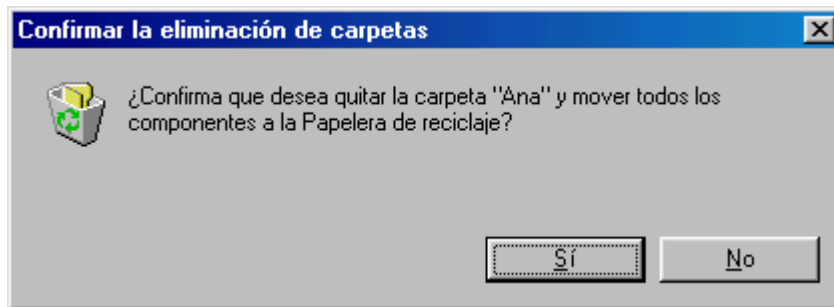 Confirmar la eliminación de carpetas
¿Confirma que desea quitar la carpeta "Ana" y mover todos los
componentes a la Papelera de reciclaje?
Sí
No